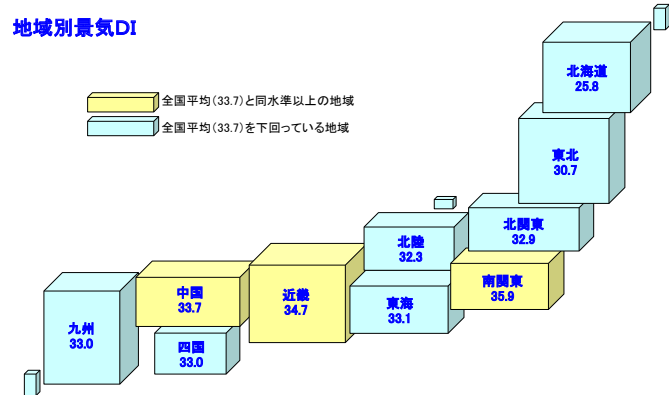 地域別景気DI
全国平均(33.7)と同水準以上の地域
全国平均(33.7)を下回っている地域
北海道
25.8
東北
30.7
北関東
32.9
北陸
32.3
南関東
35.9
東海
33.1
近畿
34.7
中国
33.7
四国
33.0
九州
33.0